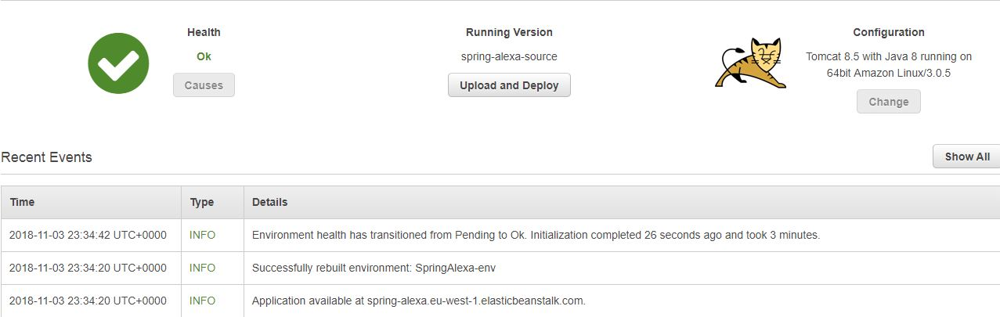 Health
Ok
Causes
Running Version
spring-alexa-source
Upload and Deploy
Configuration
Tomcat 8.5 with Java 8 running on
64bit Amazon Linux/3.0.5
Change
Recent Events
Show All
Time Type Details
2018-11-03 23:34:42 UTC+0000 INFO Environment health has transitioned from Pending to Ok. Initialization completed 26 seconds ago and took 3 minutes.
2018-11-03 23:34:20 UTC+0000 INFO Successfully rebuilt environment: SpringAlexa-env
2018-11-03 23:34:20 UTC+0000 INFO Application available at spring-alexa.eu-west-1.elasticbeanstalk.com.